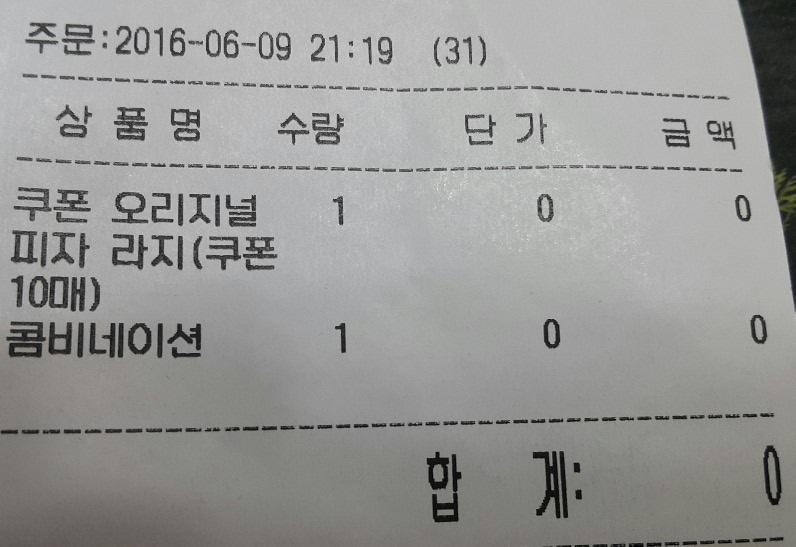 주문:2016-06-09 21:19 (31)
상 품 명 수량 단 가 금 액
쿠폰 오리지널 1 0 0
피자 라지(쿠폰
10매)
콤비네이션 1 0 0
합 계: 0